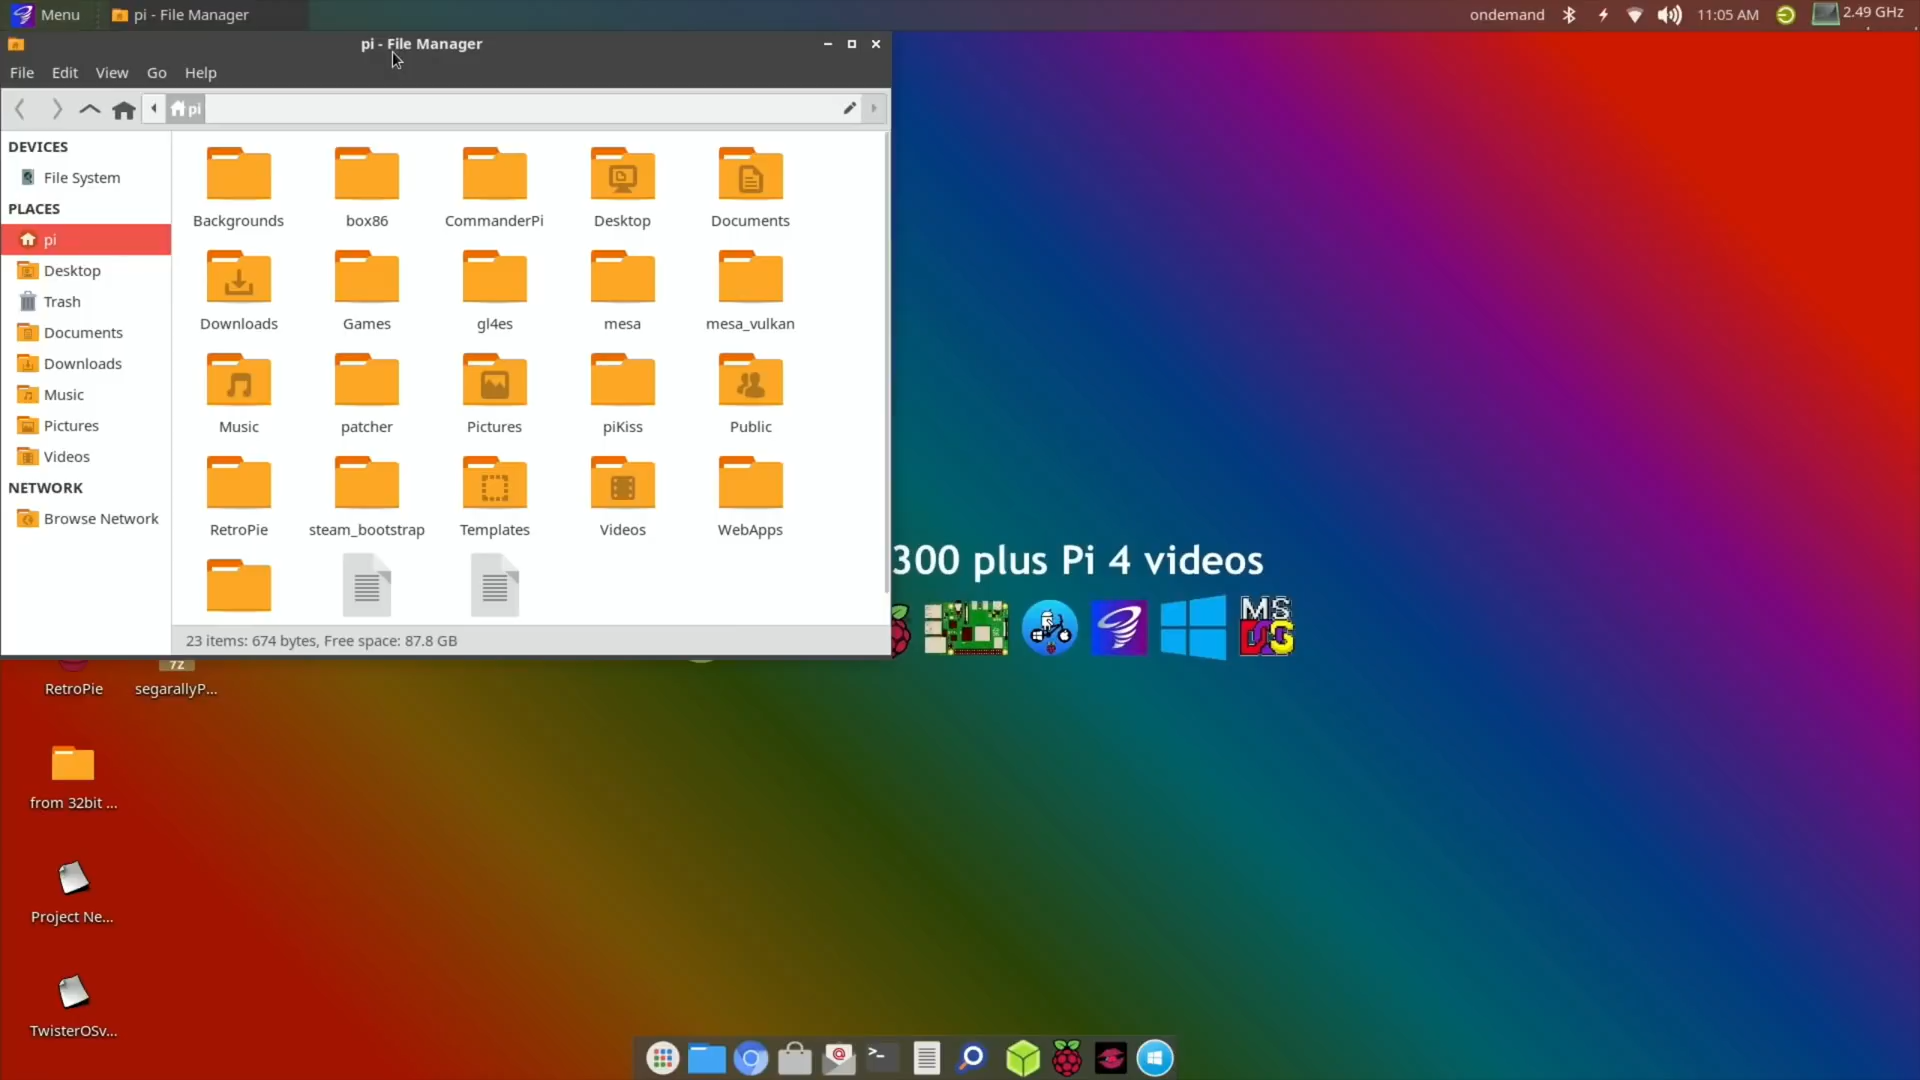 Menu
pi - File Manager
ondemand
11:05 AM
2.49 GHz
pi - File Manager
File Edit View Go Help
pi
DEVICES
File System
PLACES
pi
Desktop
Trash
Documents
Downloads
Music
Pictures
Videos
NETWORK
Browse Network
Backgrounds
box86
CommanderPi
Desktop
Documents
Downloads
Games
gl4es
mesa
mesa_vulkan
Music
patcher
Pictures
piKiss
Public
RetroPie
steam_bootstrap
Templates
Videos
WebApps
23 items: 674 bytes, Free space: 87.8 GB
300 plus Pi 4 videos
MS
DOS
7Z
RetroPie
segarallyP...
from 32bit ...
Project Ne...
TwisterOSv...